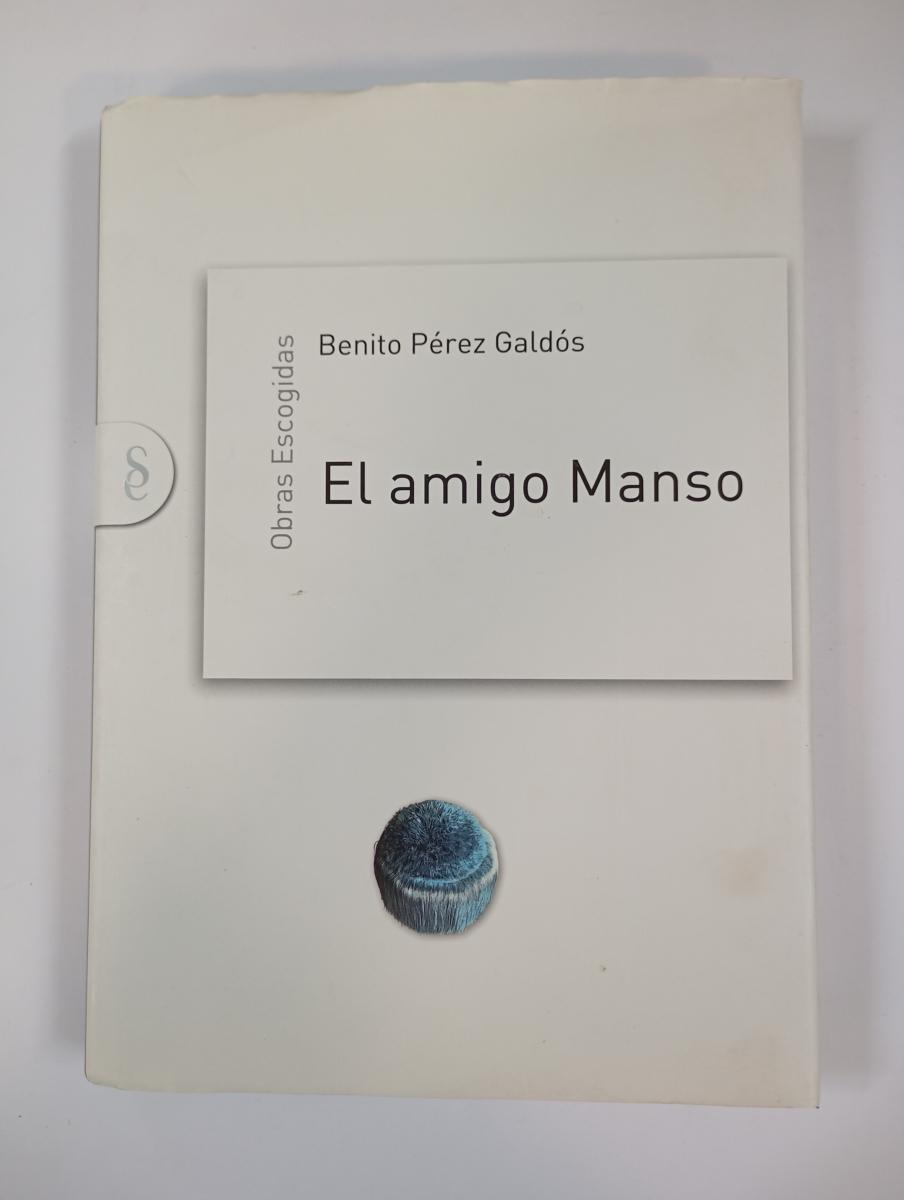 Benito Pérez Galdós
Obras Escogidas
El amigo Manso